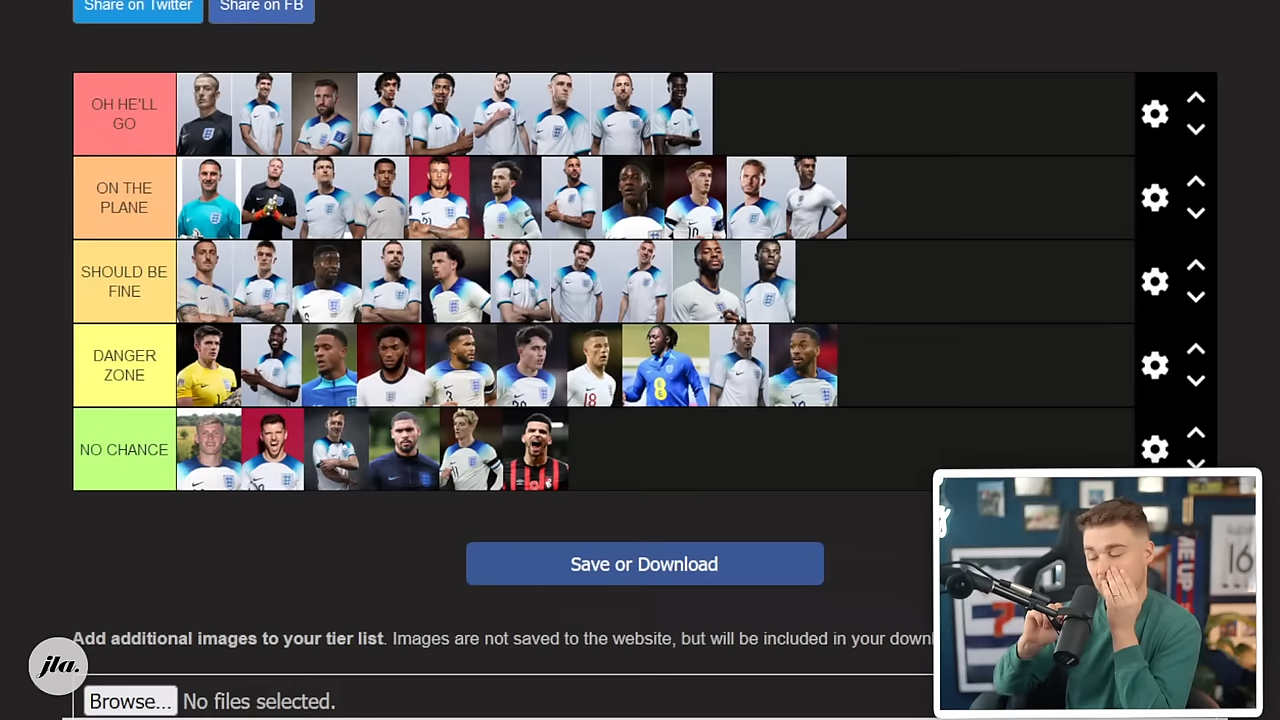 Share on Twitter
Share on FB
OH HE'LL
GO
ON THE
PLANE
SHOULD BE
FINE
DANGER
ZONE
NO CHANCE
Save or Download
Add additional images to your tier list. Images are not saved to the website, but will be included in your
jla.
Browse... No files selected.
16